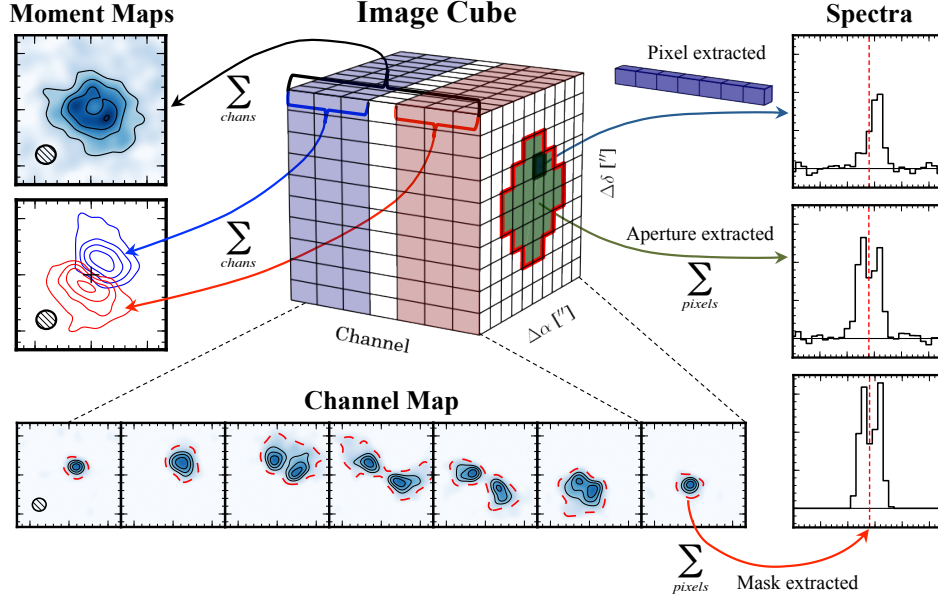 Moment Maps
Image Cube
Spectra
∑
chans
∑
chans
Pixel extracted
Δδ [″]
Aperture extracted
∑
pixels
Channel
Δα [″]
Channel Map
∑
pixels
Mask extracted